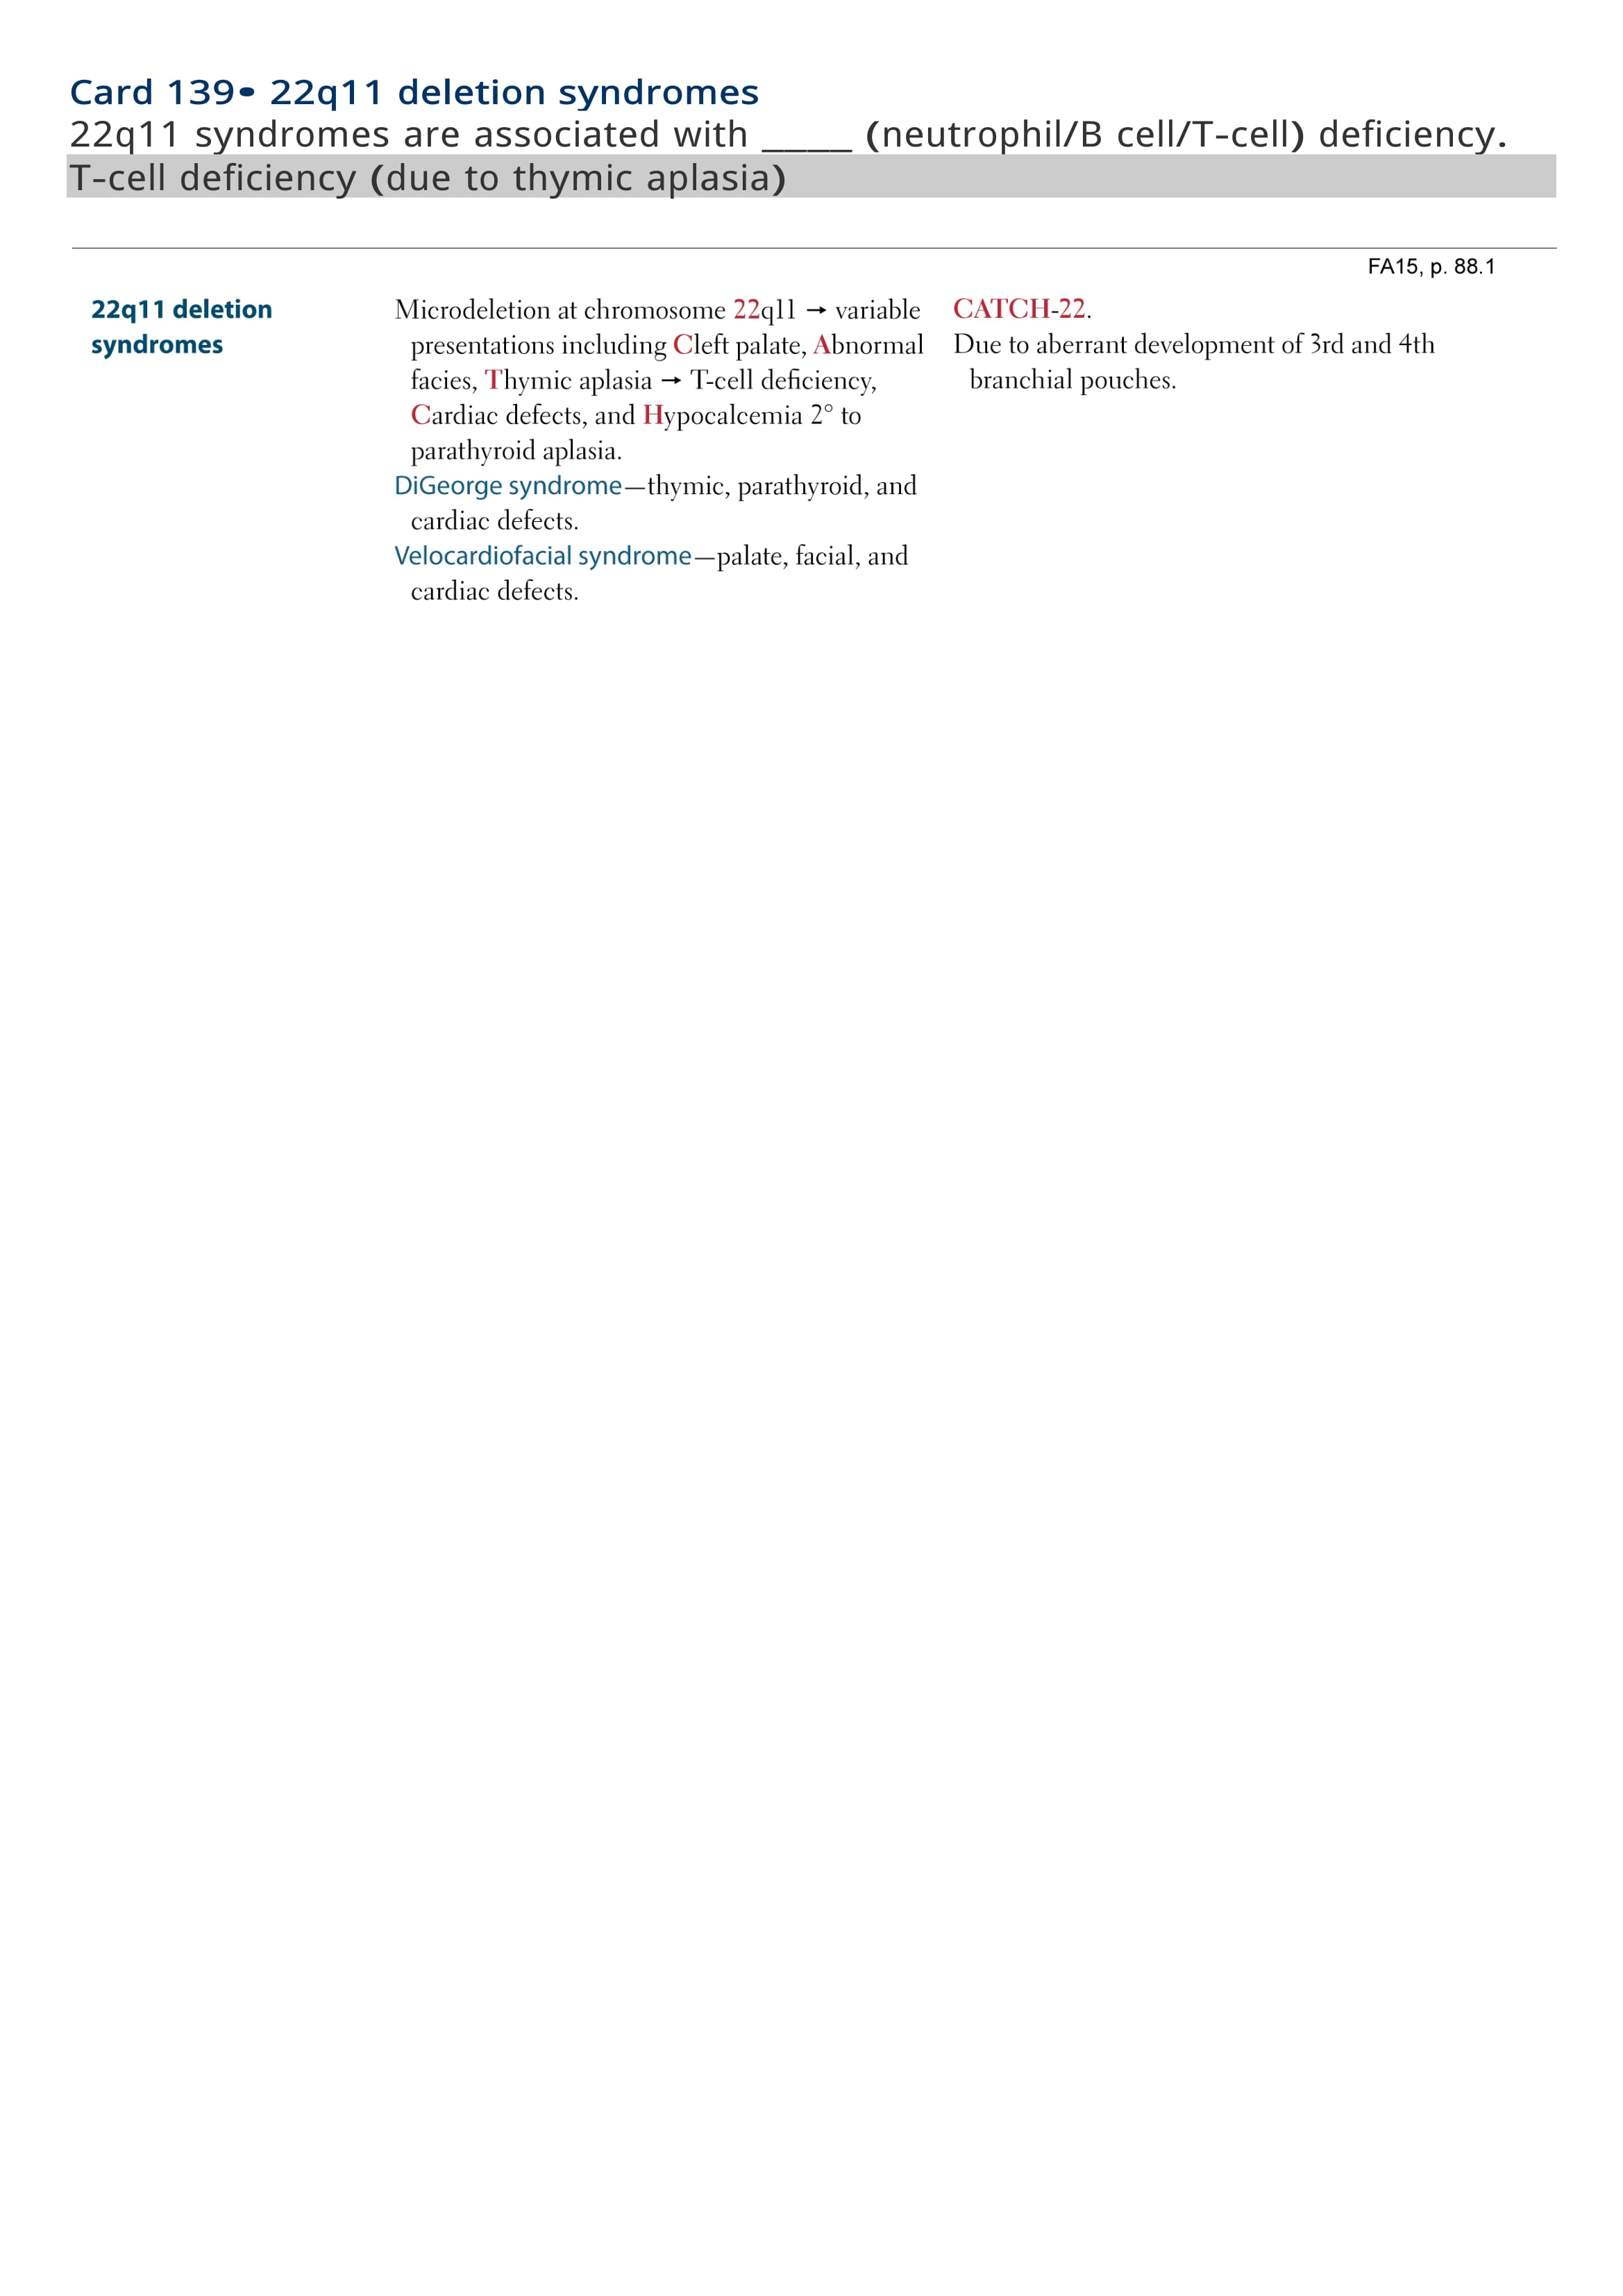 Card 139• 22q11 deletion syndromes
22q11 syndromes are associated with ____ (neutrophil/B cell/T-cell) deficiency.
T-cell deficiency (due to thymic aplasia)
FA15, p. 88.1
22q11 deletion
syndromes
Microdeletion at chromosome 22q11 → variable
presentations including Cleft palate, Abnormal
facies, Thymic aplasia → T-cell deficiency,
Cardiac defects, and Hypocalcemia 2° to
parathyroid aplasia.
DiGeorge syndrome—thymic, parathyroid, and
cardiac defects.
Velocardiofacial syndrome—palate, facial, and
cardiac defects.
CATCH-22.
Due to aberrant development of 3rd and 4th
branchial pouches.